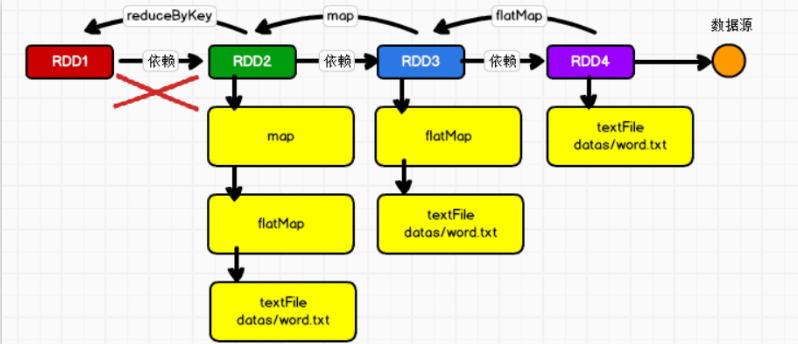 reduceByKey
map
flatMap
数据源
RDD1
依赖
RDD2
依赖
RDD3
依赖
RDD4
map
flatMap
textFile
datas/word.txt
flatMap
textFile
datas/word.txt
textFile
datas/word.txt